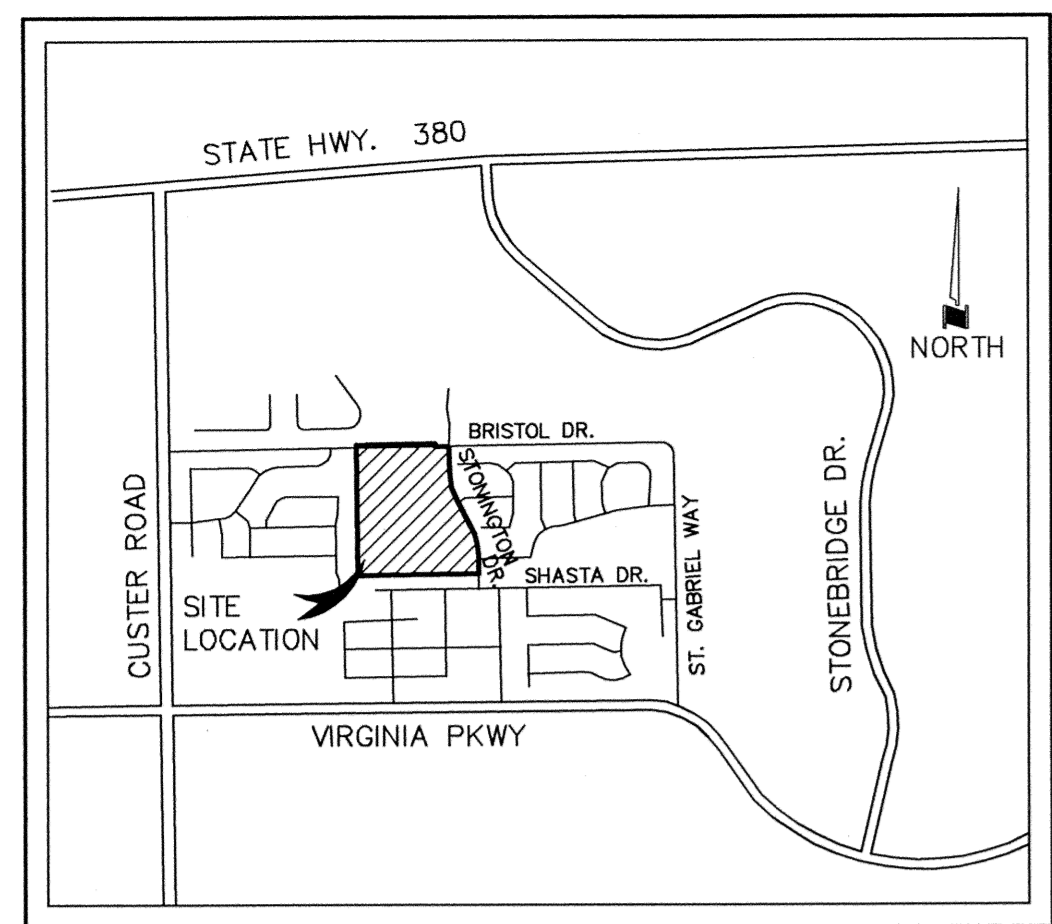 STATE HWY. 380
NORTH
BRISTOL DR.
STONINGTON DR.
CUSTER ROAD
STONEBRIDGE DR.
ST. GABRIEL WAY
SHASTA DR.
SITE
LOCATION
VIRGINIA PKWY